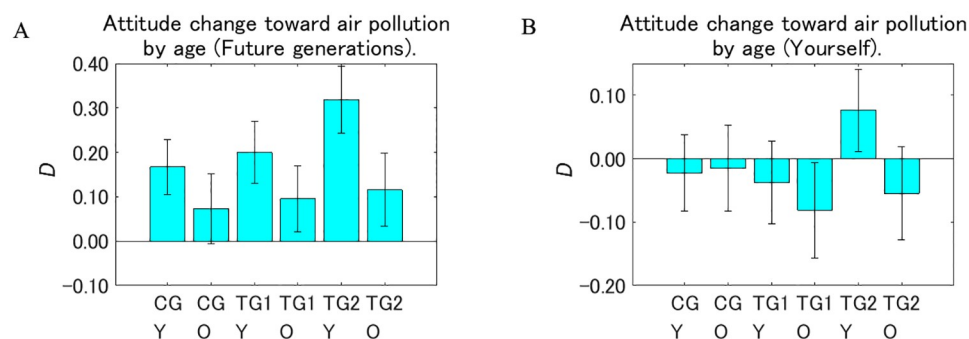 A
Attitude change toward air pollution
by age (Future generations).
0.40
0.30
0.20
0.10
0.00
−0.10
D
CG CG TG1 TG1 TG2 TG2
Y O Y O Y O
B
Attitude change toward air pollution
by age (Yourself).
0.10
0.00
−0.10
−0.20
D
CG CG TG1 TG1 TG2 TG2
Y O Y O Y O